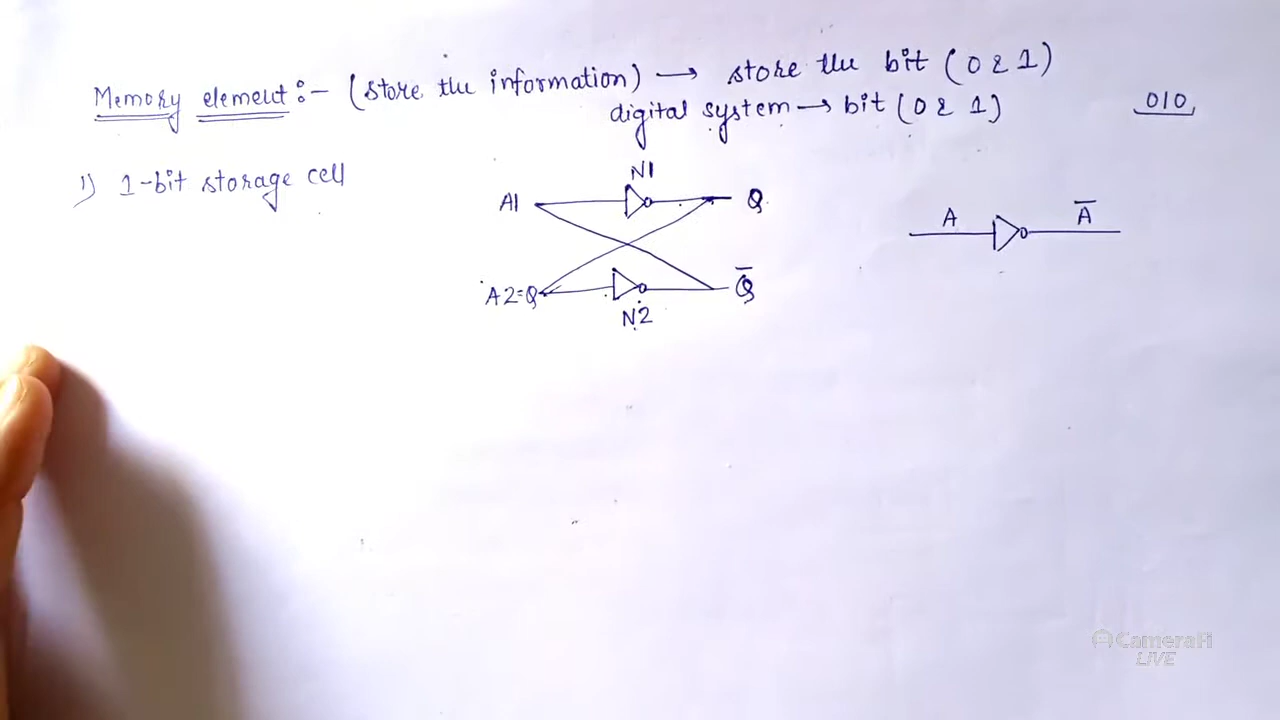 Memory element :- (store the information) → store the bit (0 & 1)
digital system → bit (0 & 1)
010
1) 1-bit storage cell
N1
A1
Q
A
A̅
A2=Q
Q̅
N2
CameraFi
LIVE